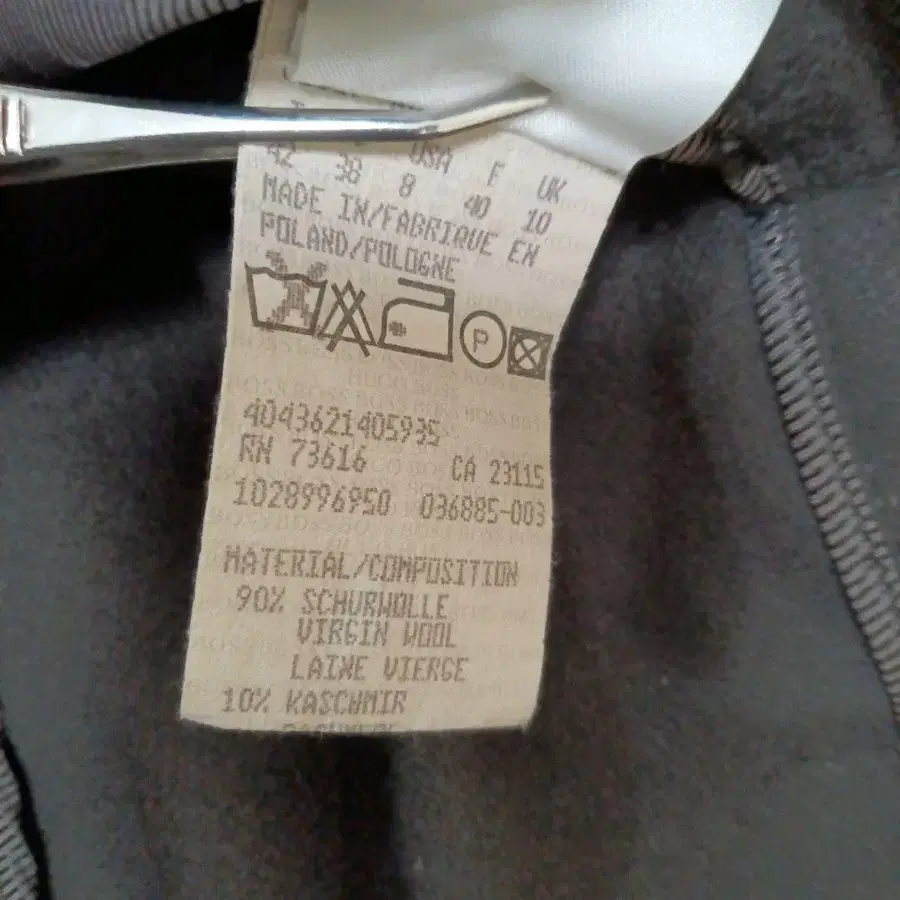 USA F UK
42 38 8 40 10
MADE IN/FABRIQUE EN
POLAND/POLOGNE
P
4043621405935
RN 73616 CA 23115
1028996950 036885-003
MATERIAL/COMPOSITION
90% SCHURWOLLE
VIRGIN WOOL
LAINE VIERGE
10% KASCHMIR